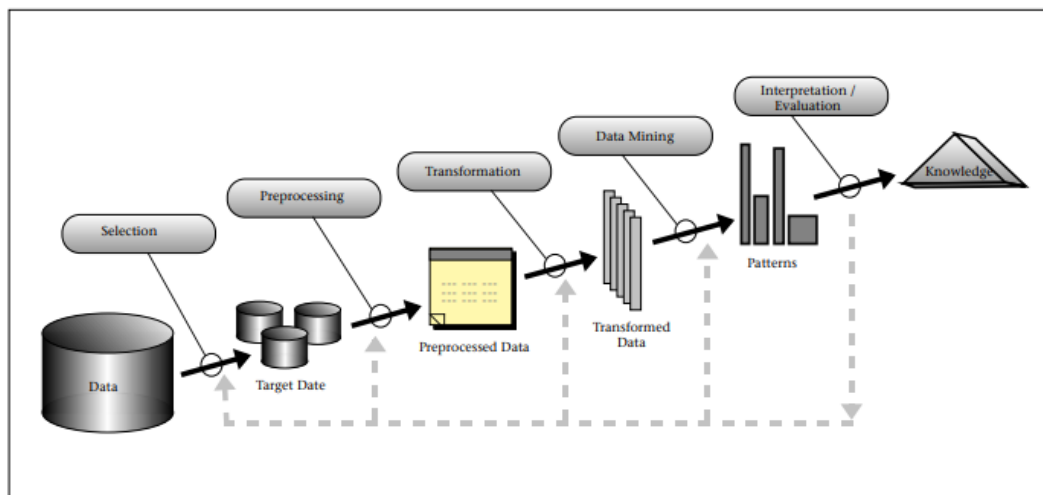 Interpretation /
Evaluation
Data Mining
Transformation
Preprocessing
Selection
Knowledge
Patterns
Transformed
Data
Preprocessed Data
Target Date
Data